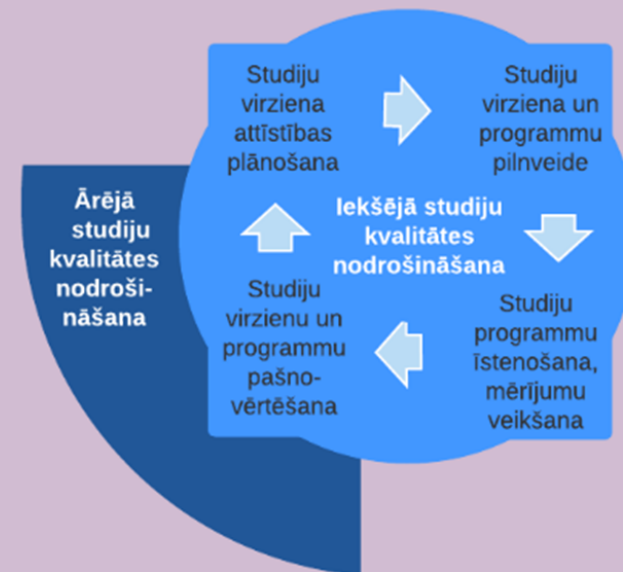 Studiju
virziena
attīstības
plānošana
Studiju
virziena un
programmu
pilnveide
Ārējā
studiju
kvalitātes
nodroši-
nāšana
Iekšējā studiju
kvalitātes
nodrošināšana
Studiju
virzienu un
programmu
pašno-
vērtēšana
Studiju
programmu
īstenošana,
mērījumu
veikšana